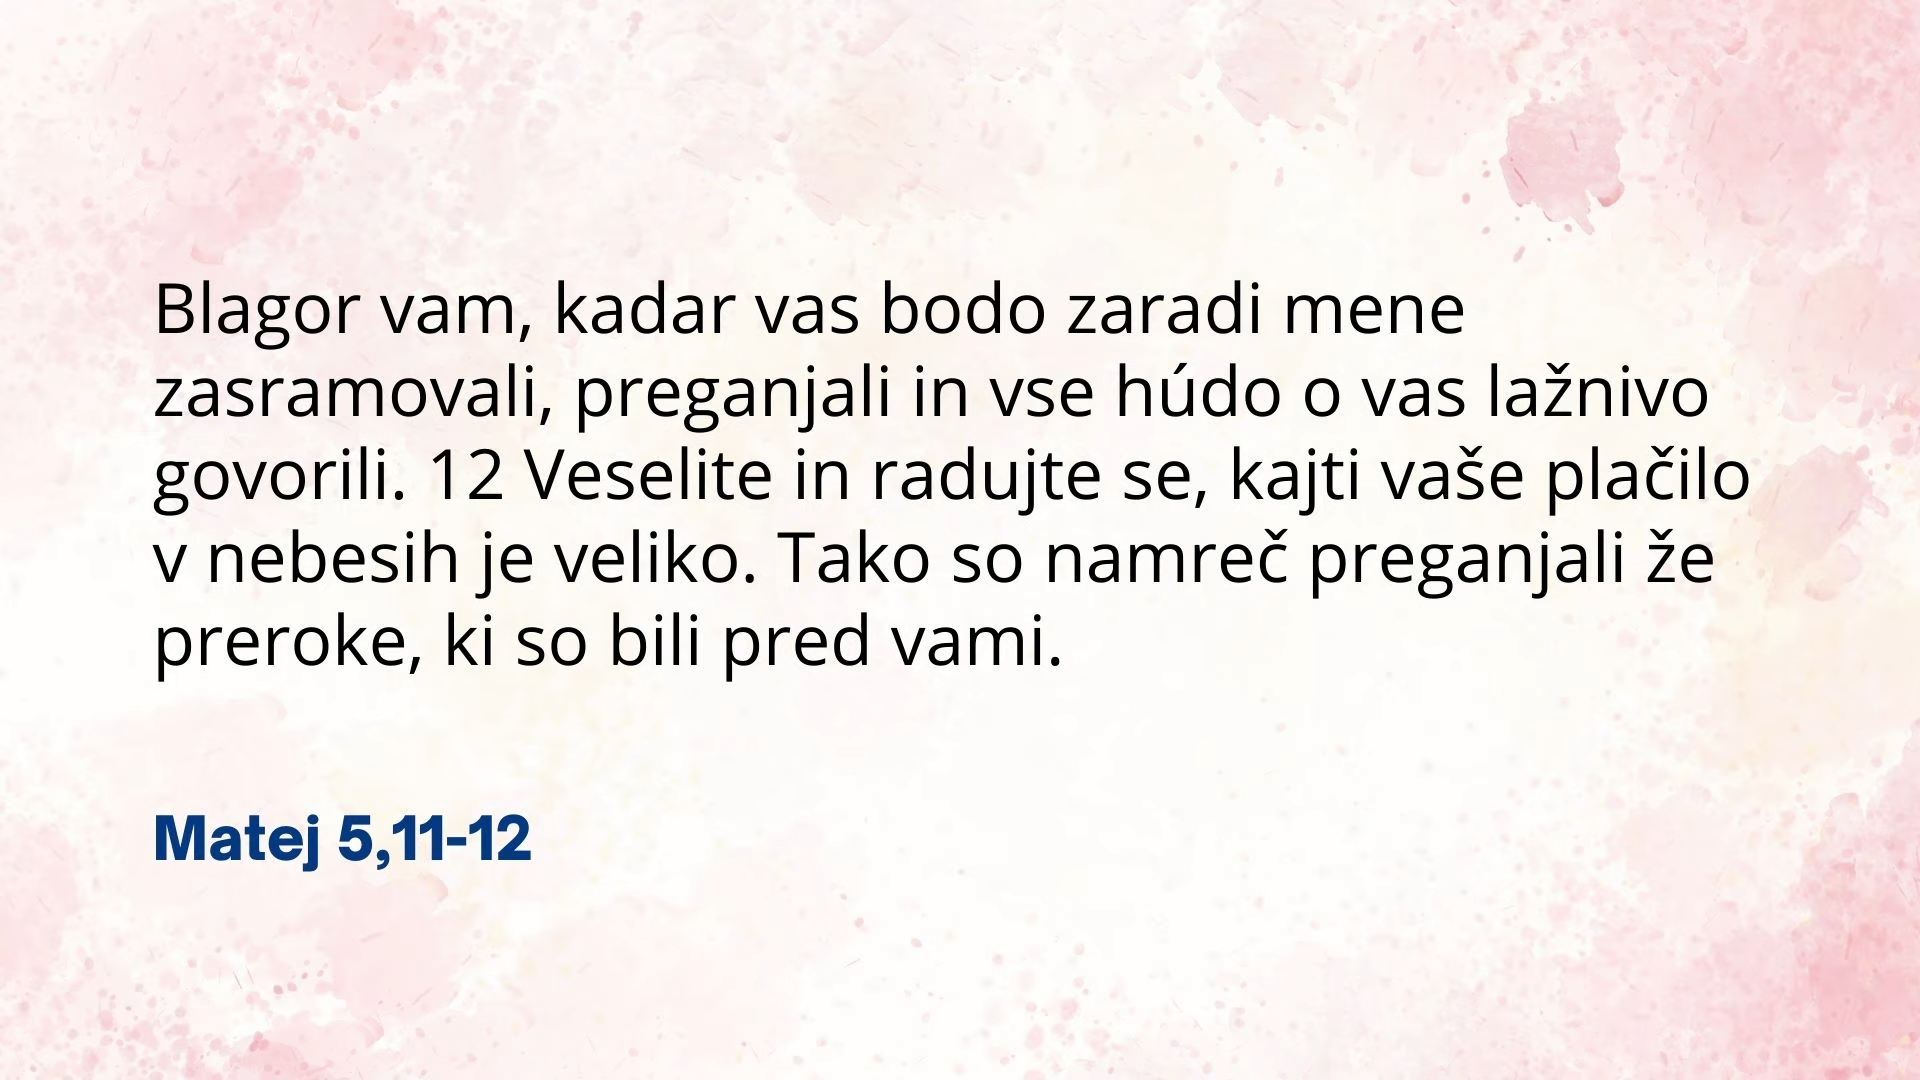 Blagor vam, kadar vas bodo zaradi mene
zasramovali, preganjali in vse húdo o vas lažnivo
govorili. 12 Veselite in radujte se, kajti vaše plačilo
v nebesih je veliko. Tako so namreč preganjali že
preroke, ki so bili pred vami.
Matej 5,11-12